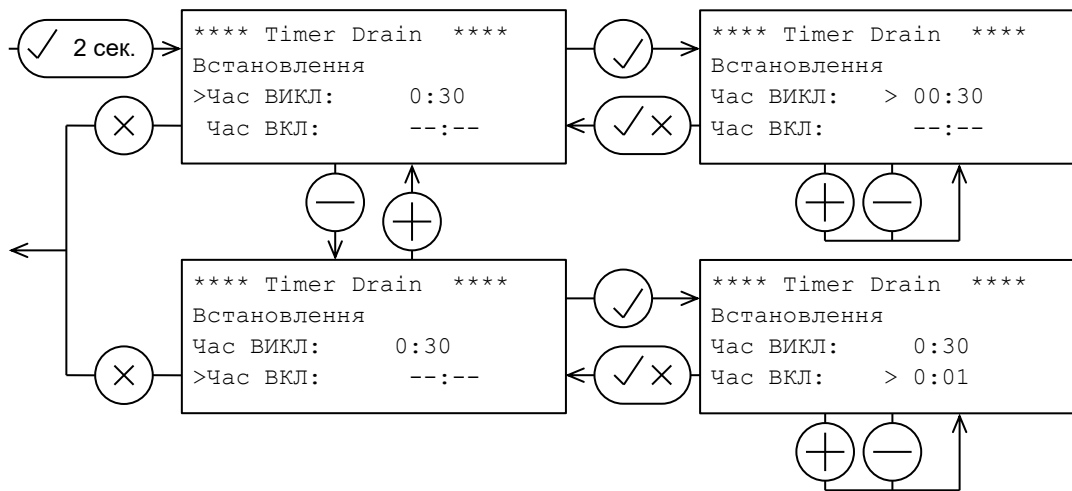 2 сек.
**** Timer Drain ****
Встановлення
>Час ВИКЛ: 0:30
Час ВКЛ: --:--
**** Timer Drain ****
Встановлення
Час ВИКЛ: > 00:30
Час ВКЛ: --:--
**** Timer Drain ****
Встановлення
Час ВИКЛ: 0:30
>Час ВКЛ: --:--
**** Timer Drain ****
Встановлення
Час ВИКЛ: 0:30
Час ВКЛ: > 0:01